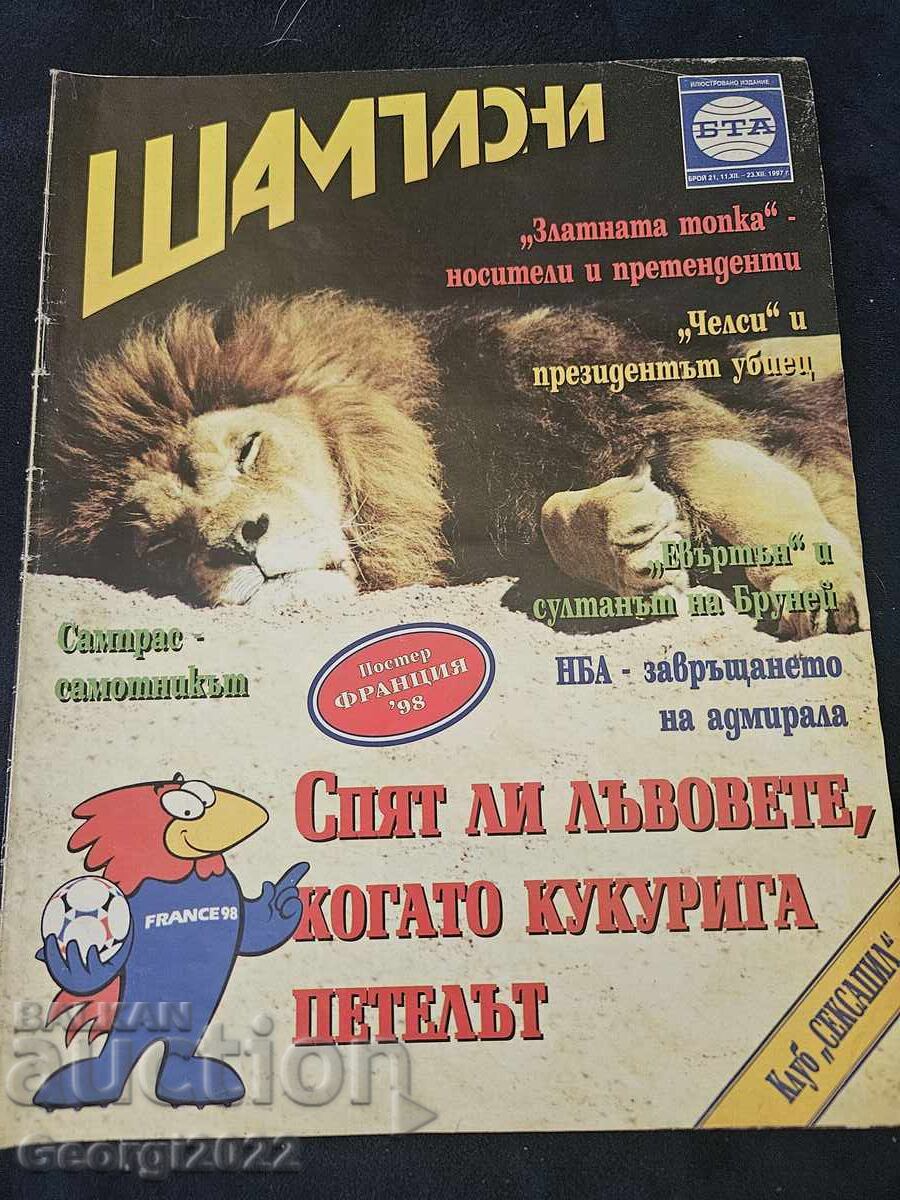 ШАМПИОНИ
ИЛЮСТРОВАНО ИЗДАНИЕ
БТА
БРОЙ 21, 11.XII. – 23.XII. 1997 г.
„Златната топка“ -
носители и претенденти
„Челси“ и
президентът убиец
„Евъртън“ и
султанът на Бруней
Сампрас -
самотникът
Постер
ФРАНЦИЯ
'98
НБА - завръщането
на адмирала
Спят ли лъвовете,
когато кукурига
петелът
FRANCE98
Клуб „СЕКСАПИЛ“
BALKAN
auction
Georgi2022